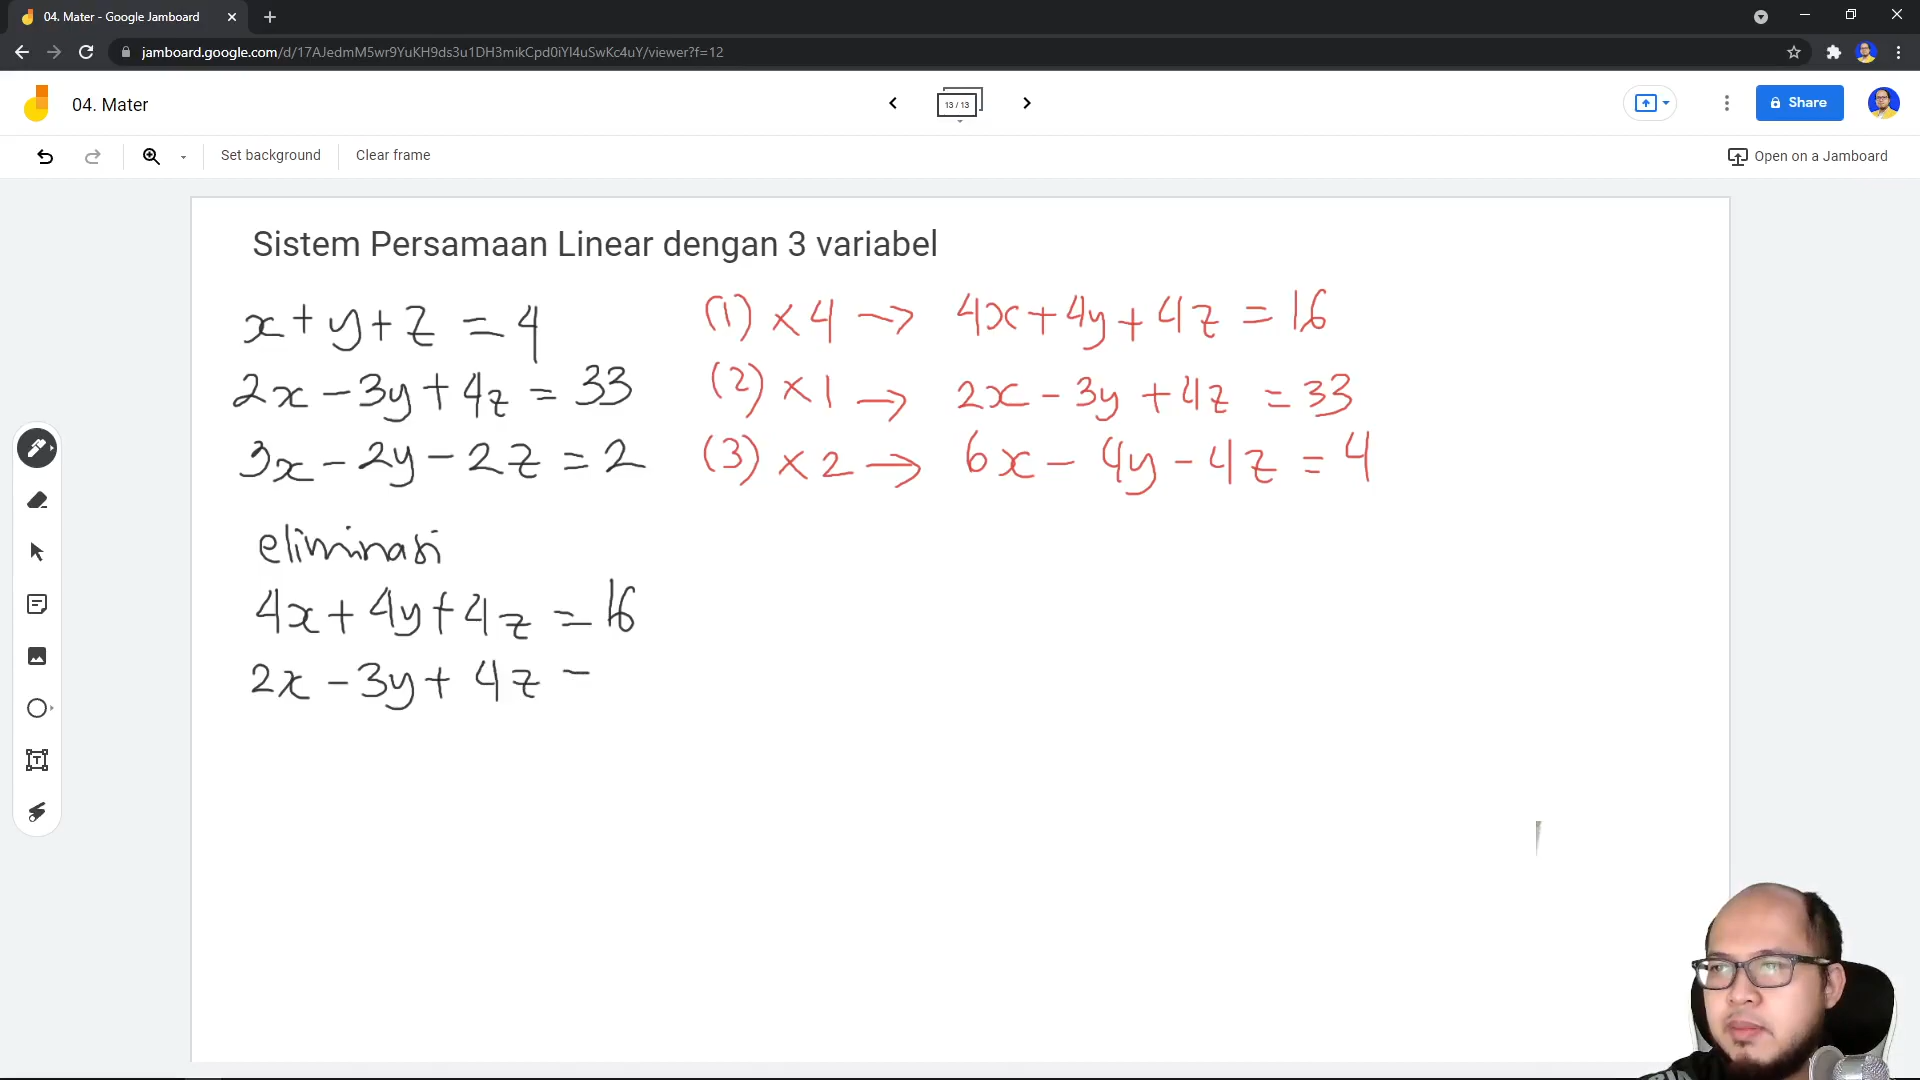 04. Mater - Google Jamboard
jamboard.google.com/d/17AJedmM5wr9YuKH9ds3u1DH3mikCpd0iYl4uSwKc4uY/viewer?f=12
04. Mater
13 / 13
Share
Set background
Clear frame
Open on a Jamboard
Sistem Persamaan Linear dengan 3 variabel
x + y + z = 4
2x - 3y + 4z = 33
3x - 2y - 2z = 2
(1) × 4 → 4x + 4y + 4z = 16
(2) × 1 → 2x - 3y + 4z = 33
(3) × 2 → 6x - 4y - 4z = 4
eliminasi
4x + 4y + 4z = 16
2x - 3y + 4z -